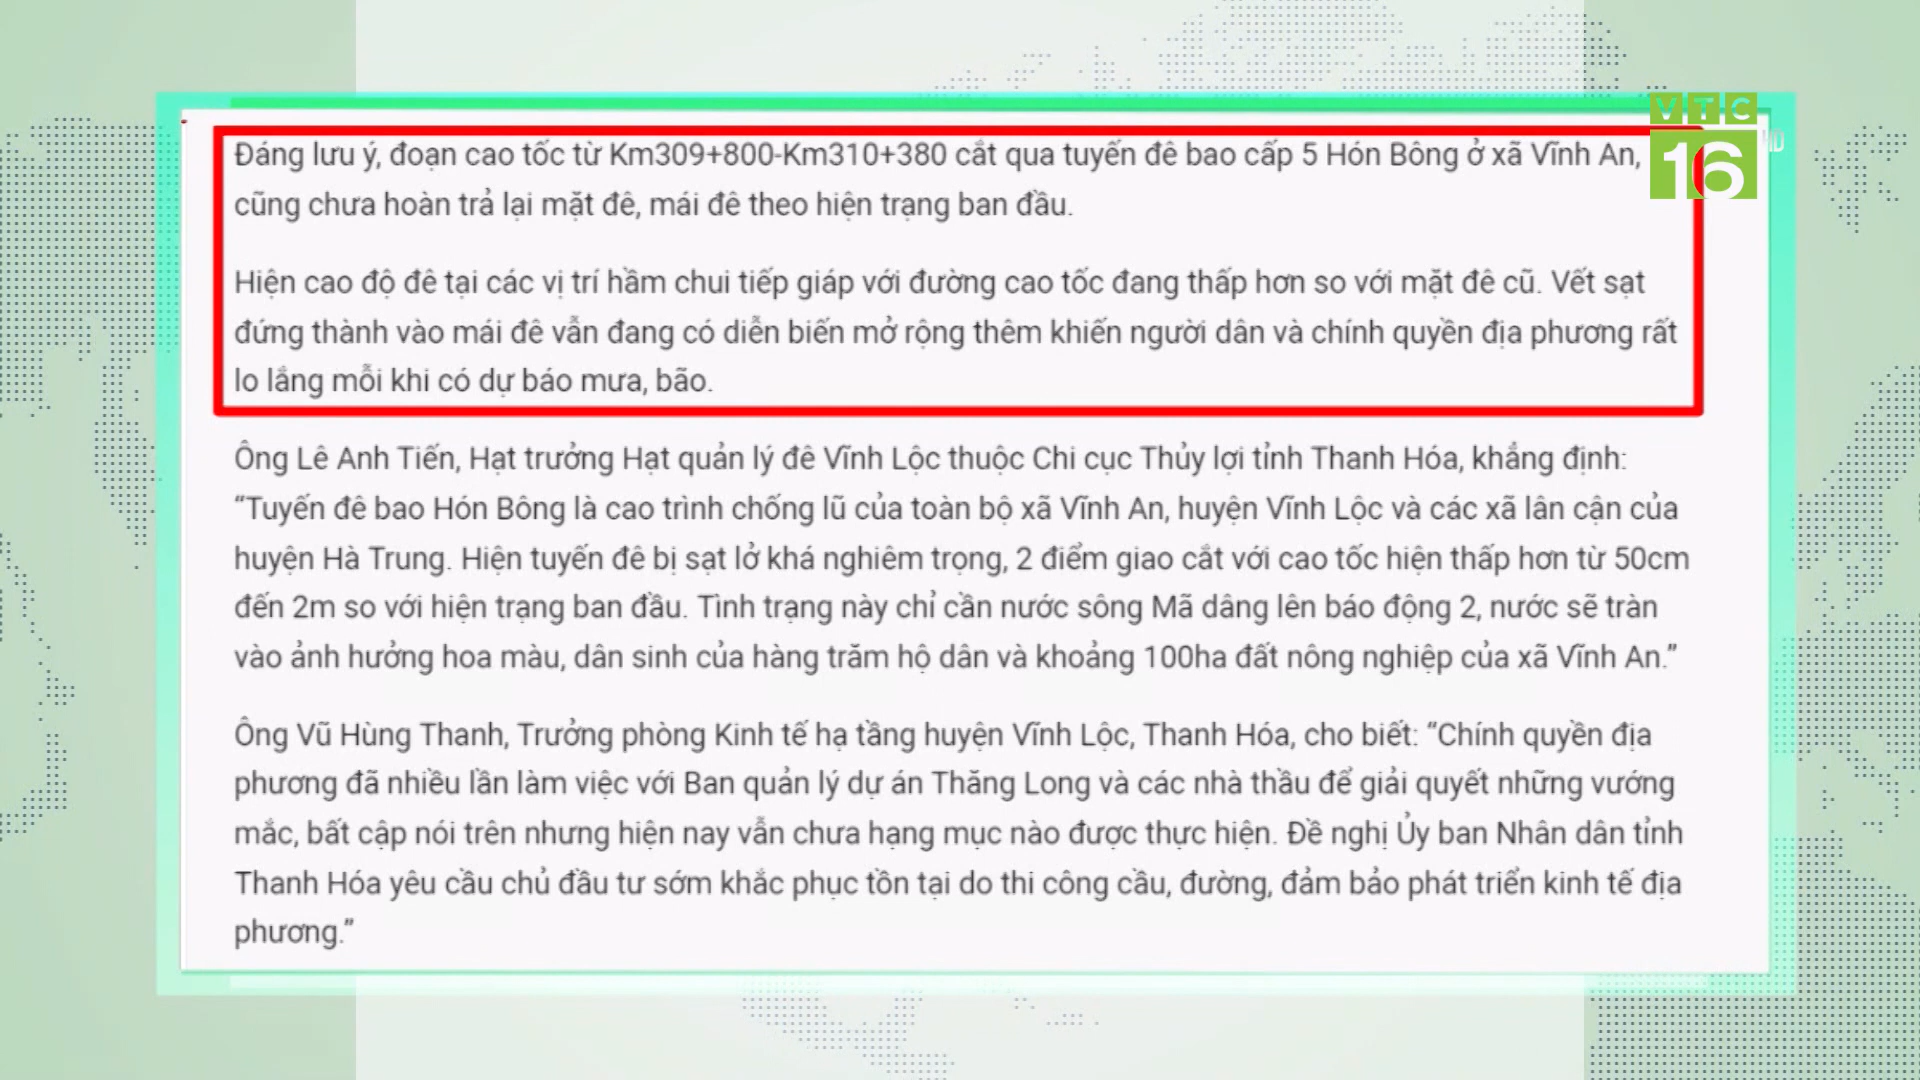 VTC
16
HD
Đáng lưu ý, đoạn cao tốc từ Km309+800-Km310+380 cắt qua tuyến đê bao cấp 5 Hón Bông ở xã Vĩnh An,
cũng chưa hoàn trả lại mặt đê, mái đê theo hiện trạng ban đầu.
Hiện cao độ đê tại các vị trí hầm chui tiếp giáp với đường cao tốc đang thấp hơn so với mặt đê cũ. Vết sạt
đứng thành vào mái đê vẫn đang có diễn biến mở rộng thêm khiến người dân và chính quyền địa phương rất
lo lắng mỗi khi có dự báo mưa, bão.
Ông Lê Anh Tiến, Hạt trưởng Hạt quản lý đê Vĩnh Lộc thuộc Chi cục Thủy lợi tỉnh Thanh Hóa, khẳng định:
“Tuyến đê bao Hón Bông là cao trình chống lũ của toàn bộ xã Vĩnh An, huyện Vĩnh Lộc và các xã lân cận của
huyện Hà Trung. Hiện tuyến đê bị sạt lở khá nghiêm trọng, 2 điểm giao cắt với cao tốc hiện thấp hơn từ 50cm
đến 2m so với hiện trạng ban đầu. Tình trạng này chỉ cần nước sông Mã dâng lên báo động 2, nước sẽ tràn
vào ảnh hưởng hoa màu, dân sinh của hàng trăm hộ dân và khoảng 100ha đất nông nghiệp của xã Vĩnh An.”
Ông Vũ Hùng Thanh, Trưởng phòng Kinh tế hạ tầng huyện Vĩnh Lộc, Thanh Hóa, cho biết: “Chính quyền địa
phương đã nhiều lần làm việc với Ban quản lý dự án Thăng Long và các nhà thầu để giải quyết những vướng
mắc, bất cập nói trên nhưng hiện nay vẫn chưa hạng mục nào được thực hiện. Đề nghị Ủy ban Nhân dân tỉnh
Thanh Hóa yêu cầu chủ đầu tư sớm khắc phục tồn tại do thi công cầu, đường, đảm bảo phát triển kinh tế địa
phương.”